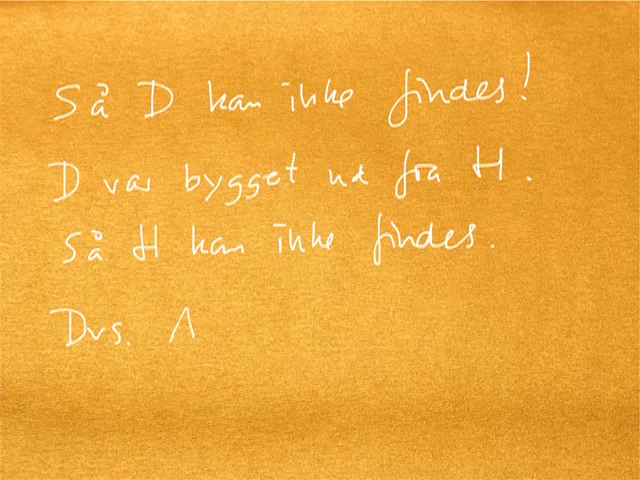 Så D kan ikke findes!
D var bygget ud fra H.
Så H kan ikke findes.
Dvs. A